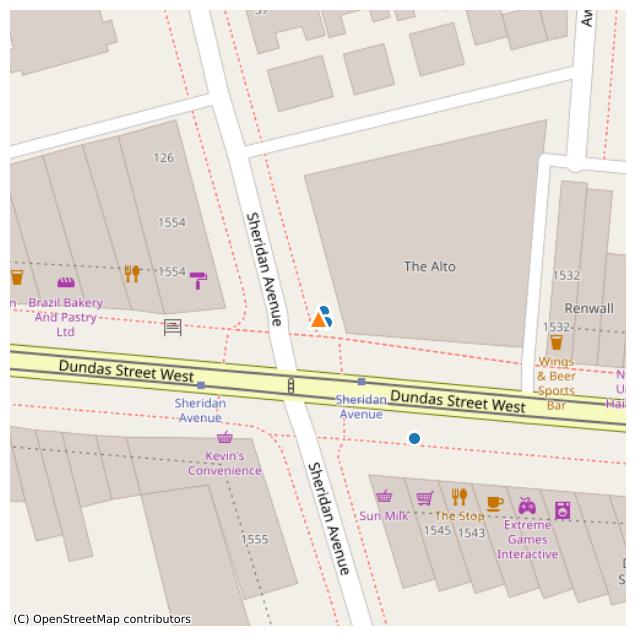 57
Aw
126
1554
1554
Sheridan Avenue
The Alto
1532
Renwall
1532
n
Brazil Bakery
And Pastry
Ltd
Wings
& Beer
Sports
Bar
N
U
Hai
Dundas Street West
Sheridan
Avenue
Sheridan
Avenue
Dundas Street West
Kevin's
Convenience
Sheridan Avenue
Sun Milk
The Stop
1545
1543
Extreme
Games
Interactive
1555
D
S
(C) OpenStreetMap contributors